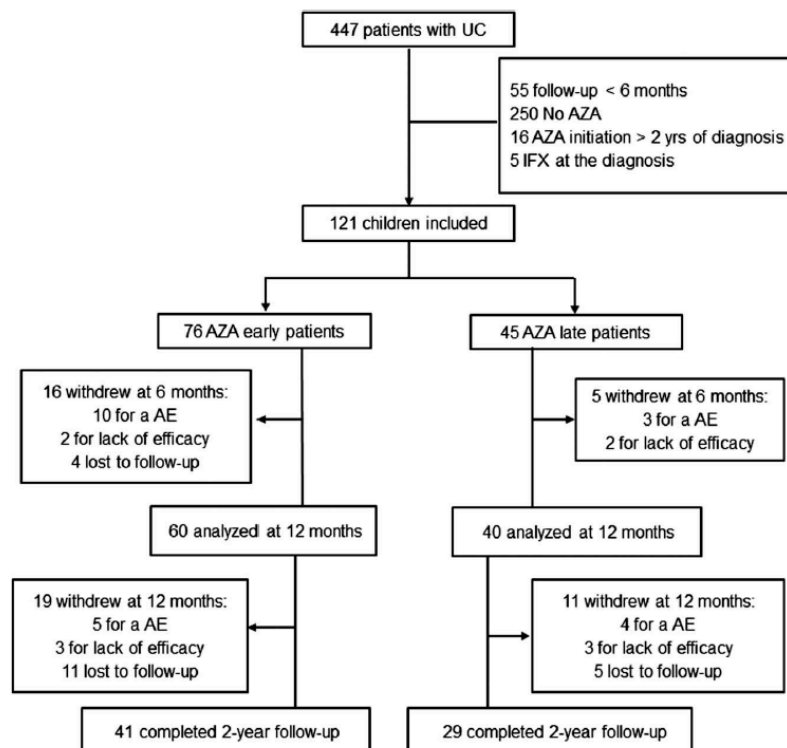 447 patients with UC
55 follow-up < 6 months
250 No AZA
16 AZA initiation > 2 yrs of diagnosis
5 IFX at the diagnosis
121 children included
76 AZA early patients
45 AZA late patients
16 withdrew at 6 months:
10 for a AE
2 for lack of efficacy
4 lost to follow-up
5 withdrew at 6 months:
3 for a AE
2 for lack of efficacy
60 analyzed at 12 months
40 analyzed at 12 months
19 withdrew at 12 months:
5 for a AE
3 for lack of efficacy
11 lost to follow-up
11 withdrew at 12 months:
4 for a AE
3 for lack of efficacy
5 lost to follow-up
41 completed 2-year follow-up
29 completed 2-year follow-up